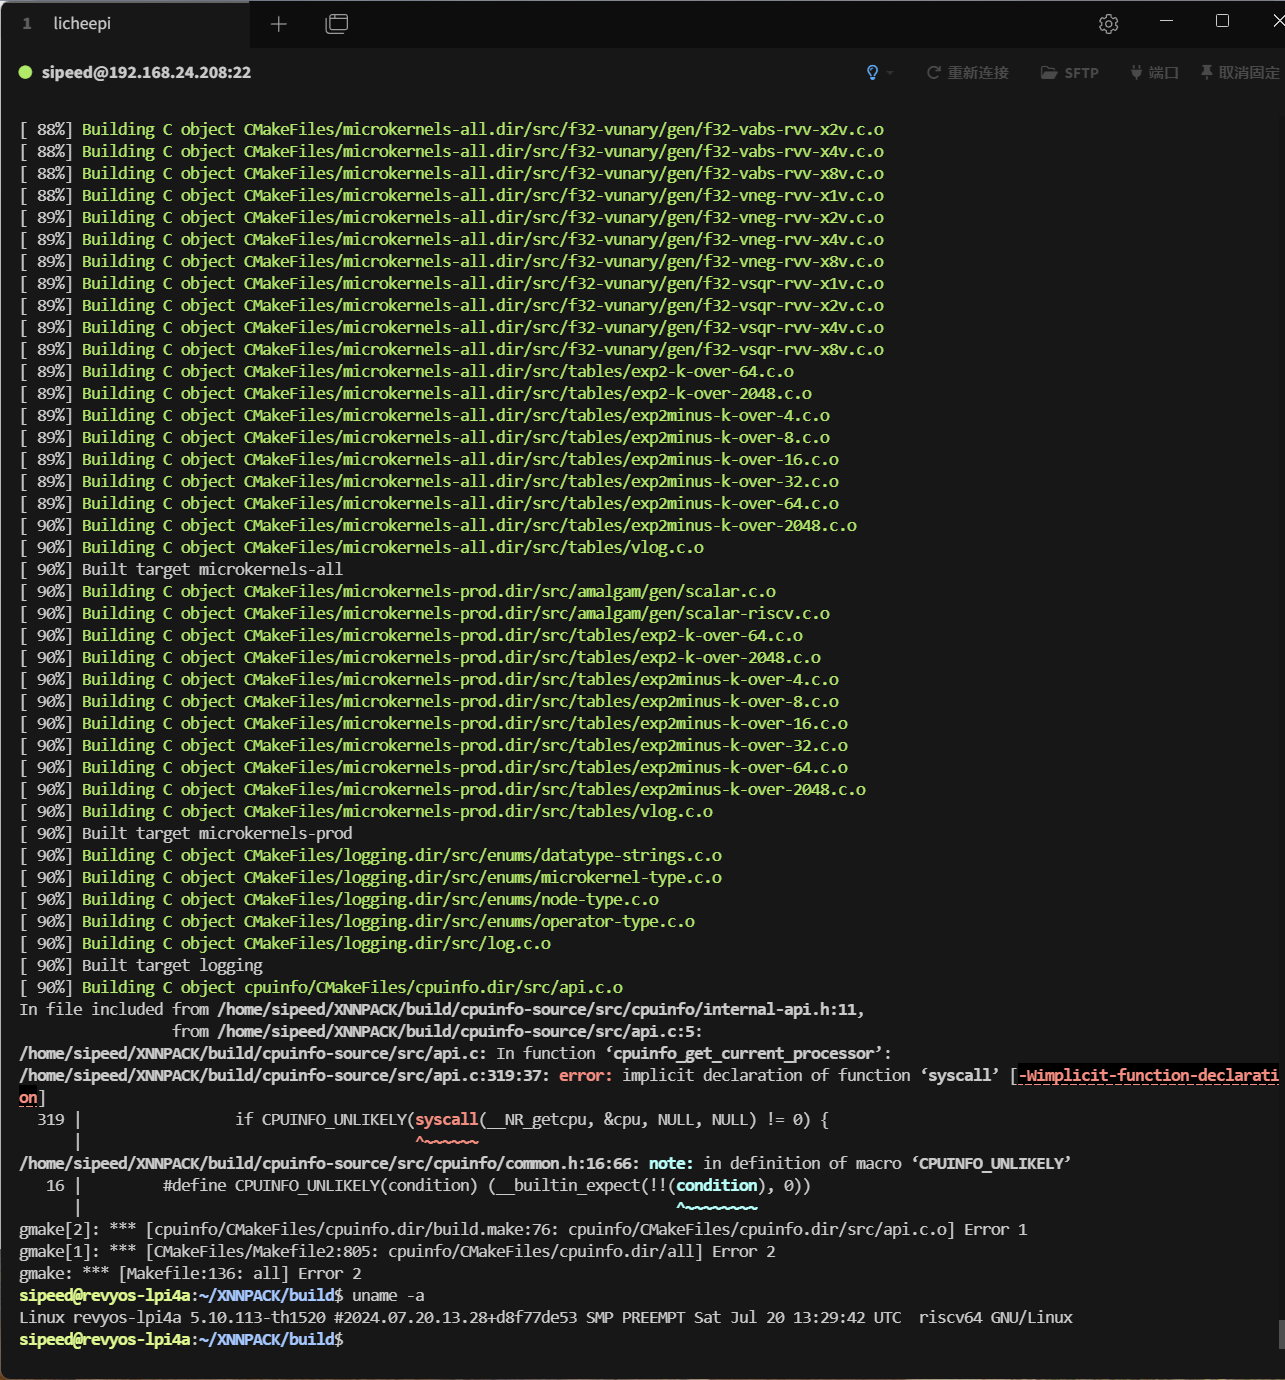 1 licheepi
sipeed@192.168.24.208:22 重新连接 SFTP 端口 取消固定
[ 88%] Building C object CMakeFiles/microkernels-all.dir/src/f32-vunary/gen/f32-vabs-rvv-x2v.c.o
[ 88%] Building C object CMakeFiles/microkernels-all.dir/src/f32-vunary/gen/f32-vabs-rvv-x4v.c.o
[ 88%] Building C object CMakeFiles/microkernels-all.dir/src/f32-vunary/gen/f32-vabs-rvv-x8v.c.o
[ 88%] Building C object CMakeFiles/microkernels-all.dir/src/f32-vunary/gen/f32-vneg-rvv-x1v.c.o
[ 89%] Building C object CMakeFiles/microkernels-all.dir/src/f32-vunary/gen/f32-vneg-rvv-x2v.c.o
[ 89%] Building C object CMakeFiles/microkernels-all.dir/src/f32-vunary/gen/f32-vneg-rvv-x4v.c.o
[ 89%] Building C object CMakeFiles/microkernels-all.dir/src/f32-vunary/gen/f32-vneg-rvv-x8v.c.o
[ 89%] Building C object CMakeFiles/microkernels-all.dir/src/f32-vunary/gen/f32-vsqr-rvv-x1v.c.o
[ 89%] Building C object CMakeFiles/microkernels-all.dir/src/f32-vunary/gen/f32-vsqr-rvv-x2v.c.o
[ 89%] Building C object CMakeFiles/microkernels-all.dir/src/f32-vunary/gen/f32-vsqr-rvv-x4v.c.o
[ 89%] Building C object CMakeFiles/microkernels-all.dir/src/f32-vunary/gen/f32-vsqr-rvv-x8v.c.o
[ 89%] Building C object CMakeFiles/microkernels-all.dir/src/tables/exp2-k-over-64.c.o
[ 89%] Building C object CMakeFiles/microkernels-all.dir/src/tables/exp2-k-over-2048.c.o
[ 89%] Building C object CMakeFiles/microkernels-all.dir/src/tables/exp2minus-k-over-4.c.o
[ 89%] Building C object CMakeFiles/microkernels-all.dir/src/tables/exp2minus-k-over-8.c.o
[ 89%] Building C object CMakeFiles/microkernels-all.dir/src/tables/exp2minus-k-over-16.c.o
[ 89%] Building C object CMakeFiles/microkernels-all.dir/src/tables/exp2minus-k-over-32.c.o
[ 89%] Building C object CMakeFiles/microkernels-all.dir/src/tables/exp2minus-k-over-64.c.o
[ 90%] Building C object CMakeFiles/microkernels-all.dir/src/tables/exp2minus-k-over-2048.c.o
[ 90%] Building C object CMakeFiles/microkernels-all.dir/src/tables/vlog.c.o
[ 90%] Built target microkernels-all
[ 90%] Building C object CMakeFiles/microkernels-prod.dir/src/amalgam/gen/scalar.c.o
[ 90%] Building C object CMakeFiles/microkernels-prod.dir/src/amalgam/gen/scalar-riscv.c.o
[ 90%] Building C object CMakeFiles/microkernels-prod.dir/src/tables/exp2-k-over-64.c.o
[ 90%] Building C object CMakeFiles/microkernels-prod.dir/src/tables/exp2-k-over-2048.c.o
[ 90%] Building C object CMakeFiles/microkernels-prod.dir/src/tables/exp2minus-k-over-4.c.o
[ 90%] Building C object CMakeFiles/microkernels-prod.dir/src/tables/exp2minus-k-over-8.c.o
[ 90%] Building C object CMakeFiles/microkernels-prod.dir/src/tables/exp2minus-k-over-16.c.o
[ 90%] Building C object CMakeFiles/microkernels-prod.dir/src/tables/exp2minus-k-over-32.c.o
[ 90%] Building C object CMakeFiles/microkernels-prod.dir/src/tables/exp2minus-k-over-64.c.o
[ 90%] Building C object CMakeFiles/microkernels-prod.dir/src/tables/exp2minus-k-over-2048.c.o
[ 90%] Building C object CMakeFiles/microkernels-prod.dir/src/tables/vlog.c.o
[ 90%] Built target microkernels-prod
[ 90%] Building C object CMakeFiles/logging.dir/src/enums/datatype-strings.c.o
[ 90%] Building C object CMakeFiles/logging.dir/src/enums/microkernel-type.c.o
[ 90%] Building C object CMakeFiles/logging.dir/src/enums/node-type.c.o
[ 90%] Building C object CMakeFiles/logging.dir/src/enums/operator-type.c.o
[ 90%] Building C object CMakeFiles/logging.dir/src/log.c.o
[ 90%] Built target logging
[ 90%] Building C object cpuinfo/CMakeFiles/cpuinfo.dir/src/api.c.o
In file included from /home/sipeed/XNNPACK/build/cpuinfo-source/src/cpuinfo/internal-api.h:11,
                 from /home/sipeed/XNNPACK/build/cpuinfo-source/src/api.c:5:
/home/sipeed/XNNPACK/build/cpuinfo-source/src/api.c: In function ‘cpuinfo_get_current_processor’:
/home/sipeed/XNNPACK/build/cpuinfo-source/src/api.c:319:37: error: implicit declaration of function ‘syscall’ [-Wimplicit-function-declarati
on]
  319 |                 if CPUINFO_UNLIKELY(syscall(__NR_getcpu, &cpu, NULL, NULL) != 0) {
      |                                     ^~~~~~~
/home/sipeed/XNNPACK/build/cpuinfo-source/src/cpuinfo/common.h:16:66: note: in definition of macro ‘CPUINFO_UNLIKELY’
   16 |         #define CPUINFO_UNLIKELY(condition) (__builtin_expect(!!(condition), 0))
      |                                                                  ^~~~~~~~~
gmake[2]: *** [cpuinfo/CMakeFiles/cpuinfo.dir/build.make:76: cpuinfo/CMakeFiles/cpuinfo.dir/src/api.c.o] Error 1
gmake[1]: *** [CMakeFiles/Makefile2:805: cpuinfo/CMakeFiles/cpuinfo.dir/all] Error 2
gmake: *** [Makefile:136: all] Error 2
sipeed@revyos-lpi4a:~/XNNPACK/build$ uname -a
Linux revyos-lpi4a 5.10.113-th1520 #2024.07.20.13.28+d8f77de53 SMP PREEMPT Sat Jul 20 13:29:42 UTC  riscv64 GNU/Linux
sipeed@revyos-lpi4a:~/XNNPACK/build$